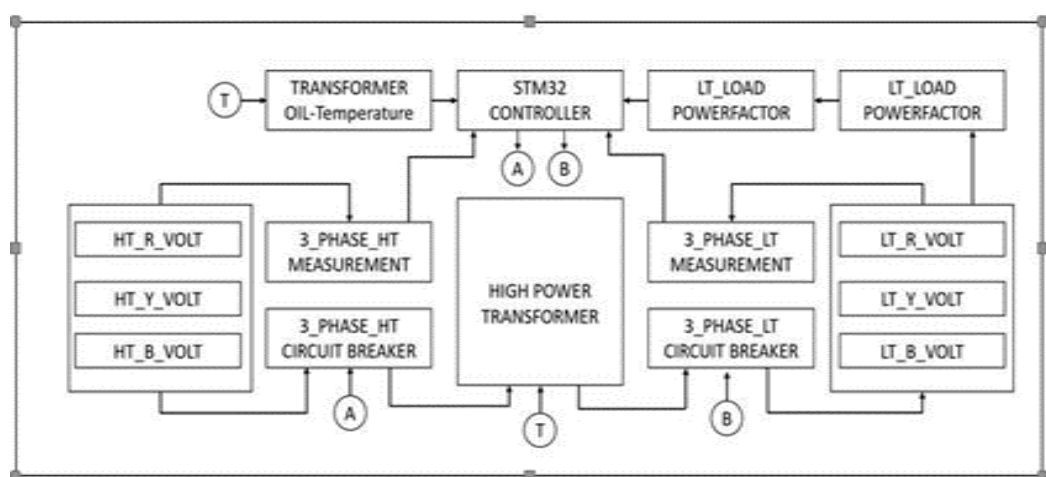 T
TRANSFORMER
OIL-Temperature
STM32
CONTROLLER
LT_LOAD
POWERFACTOR
LT_LOAD
POWERFACTOR
A
B
HT_R_VOLT
HT_Y_VOLT
HT_B_VOLT
3_PHASE_HT
MEASUREMENT
3_PHASE_HT
CIRCUIT BREAKER
A
HIGH POWER
TRANSFORMER
T
3_PHASE_LT
MEASUREMENT
3_PHASE_LT
CIRCUIT BREAKER
B
LT_R_VOLT
LT_Y_VOLT
LT_B_VOLT